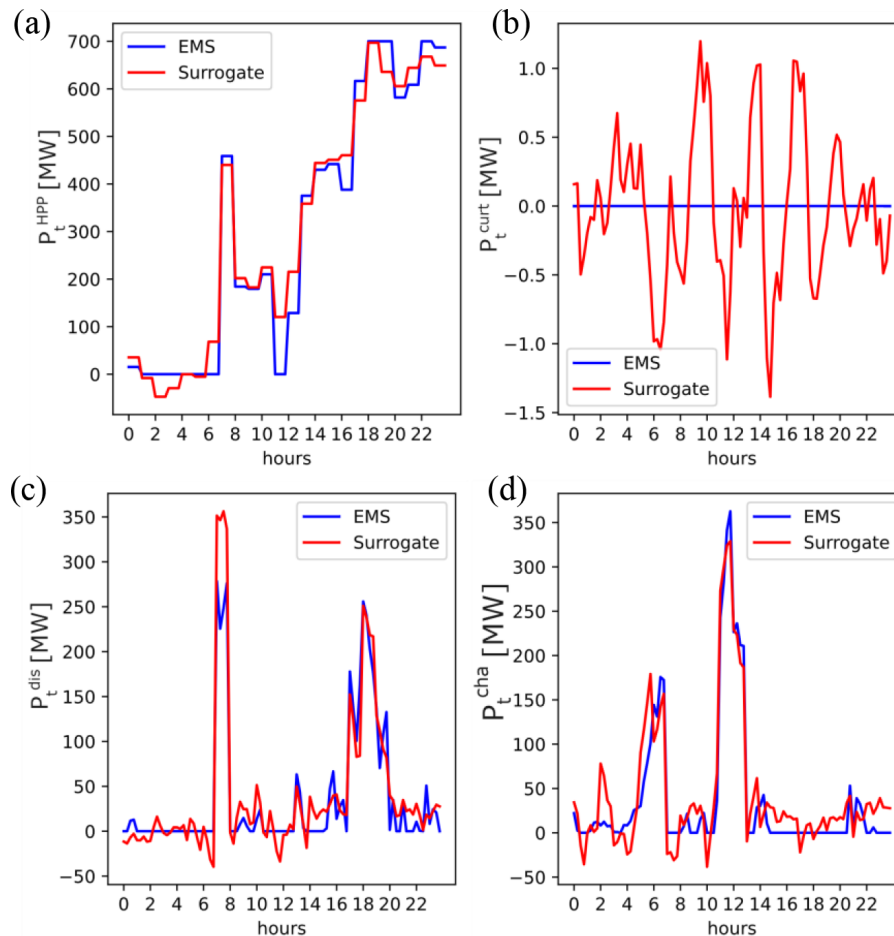 (a)
P_t^HPP [MW]
700
600
500
400
300
200
100
0
EMS
Surrogate
0 2 4 6 8 10 12 14 16 18 20 22
hours
(b)
P_t^curt [MW]
1.0
0.5
0.0
−0.5
−1.0
−1.5
EMS
Surrogate
0 2 4 6 8 10 12 14 16 18 20 22
hours
(c)
P_t^dis [MW]
350
300
250
200
150
100
50
0
−50
EMS
Surrogate
0 2 4 6 8 10 12 14 16 18 20 22
hours
(d)
P_t^cha [MW]
350
300
250
200
150
100
50
0
−50
EMS
Surrogate
0 2 4 6 8 10 12 14 16 18 20 22
hours